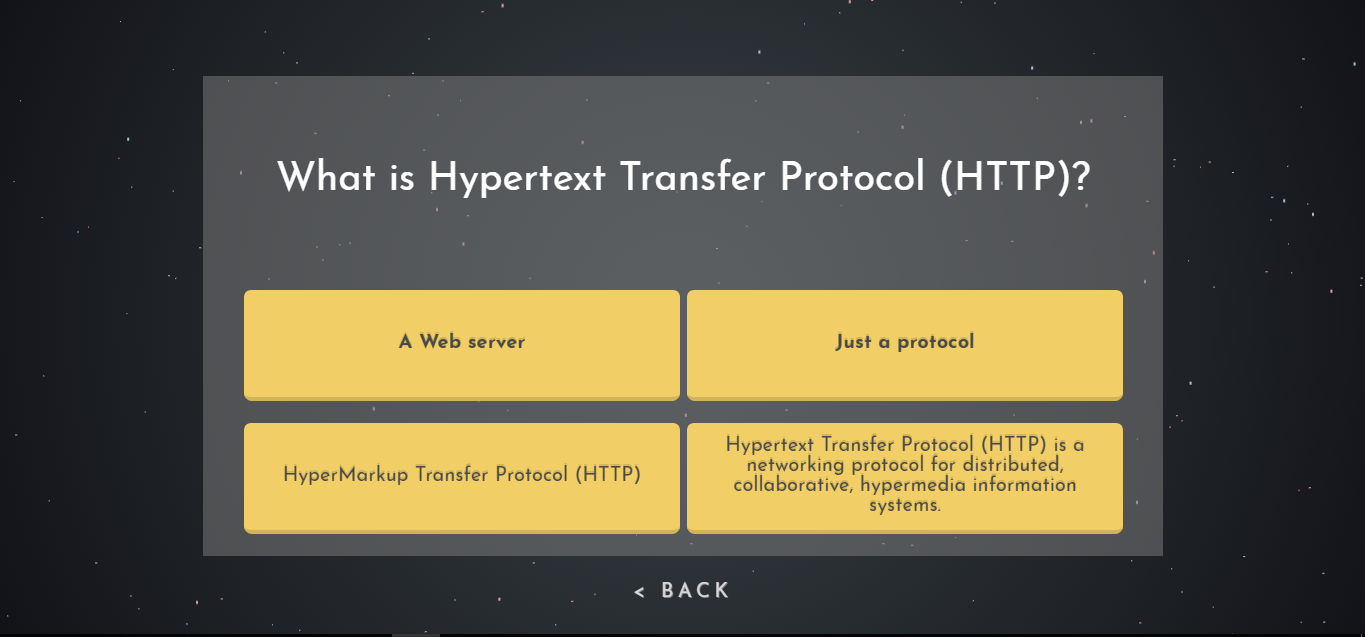 What is Hypertext Transfer Protocol (HTTP)?
A Web server
Just a protocol
HyperMarkup Transfer Protocol (HTTP)
Hypertext Transfer Protocol (HTTP) is a
networking protocol for distributed,
collaborative, hypermedia information
systems.
< BACK